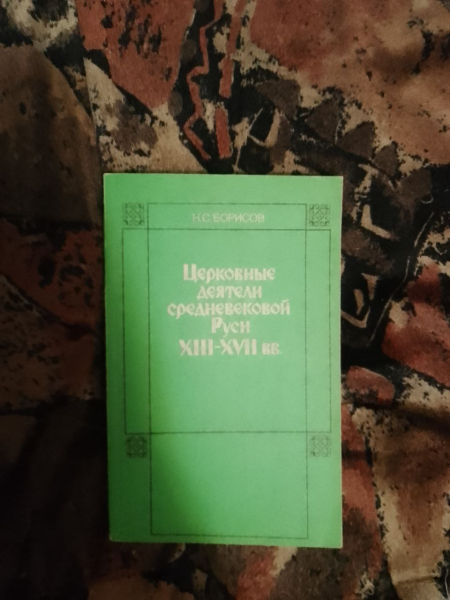 Н.С.БОРИСОВ
Церковные
деятели
средневековой
Руси
XIII-XVII вв.